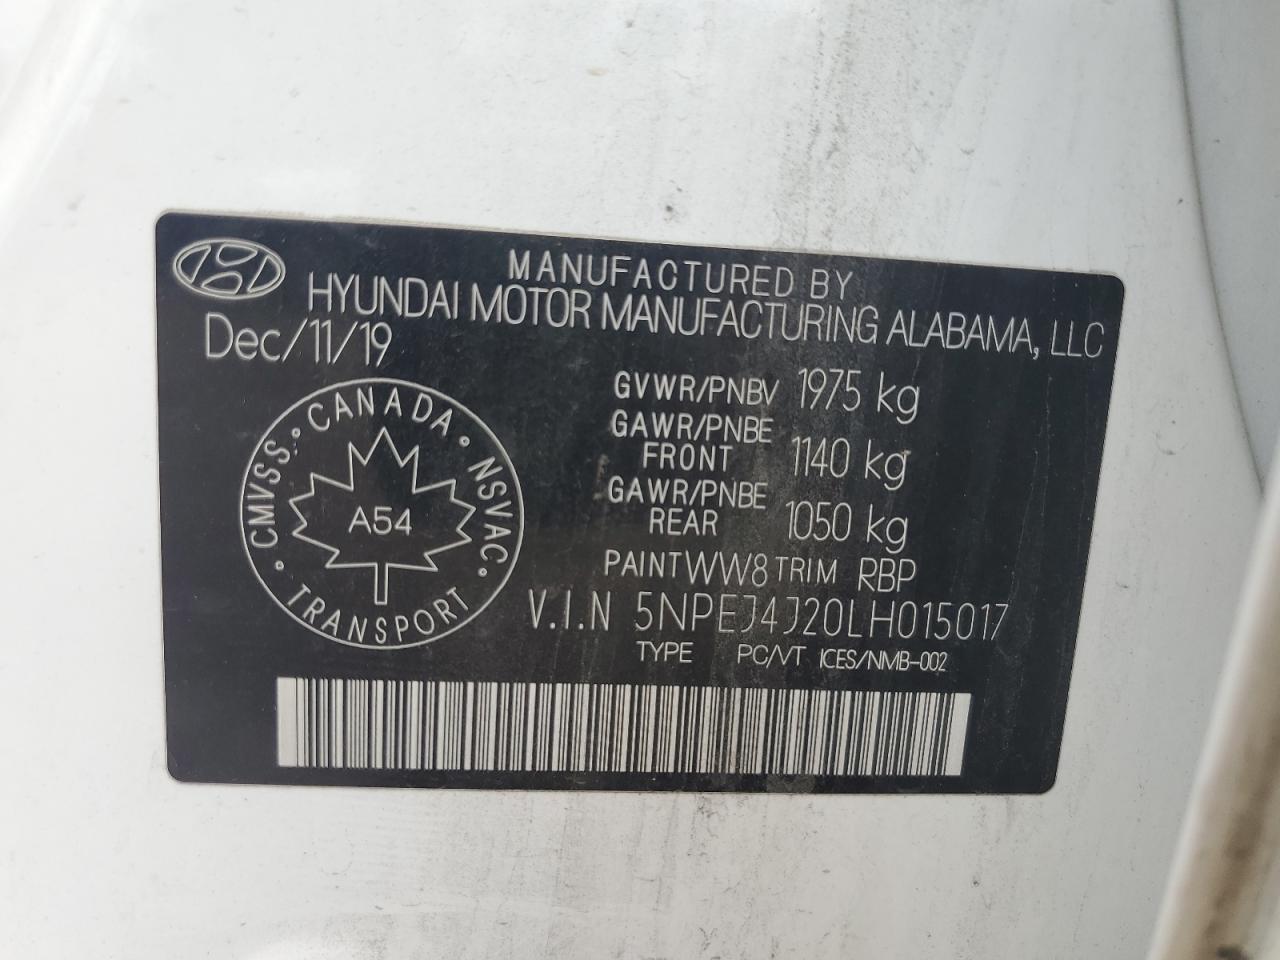 MANUFACTURED BY
HYUNDAI MOTOR MANUFACTURING ALABAMA, LLC
Dec/11/19
GVWR/PNBV 1975 kg
GAWR/PNBE
FRONT 1140 kg
GAWR/PNBE
REAR 1050 kg
PAINT WW8 TRIM RBP
V.I.N 5NPEJ4J20LH015017
TYPE PC/VT ICES/NMB-002
CANADA
CMVSS
NSVAC
A54
TRANSPORT